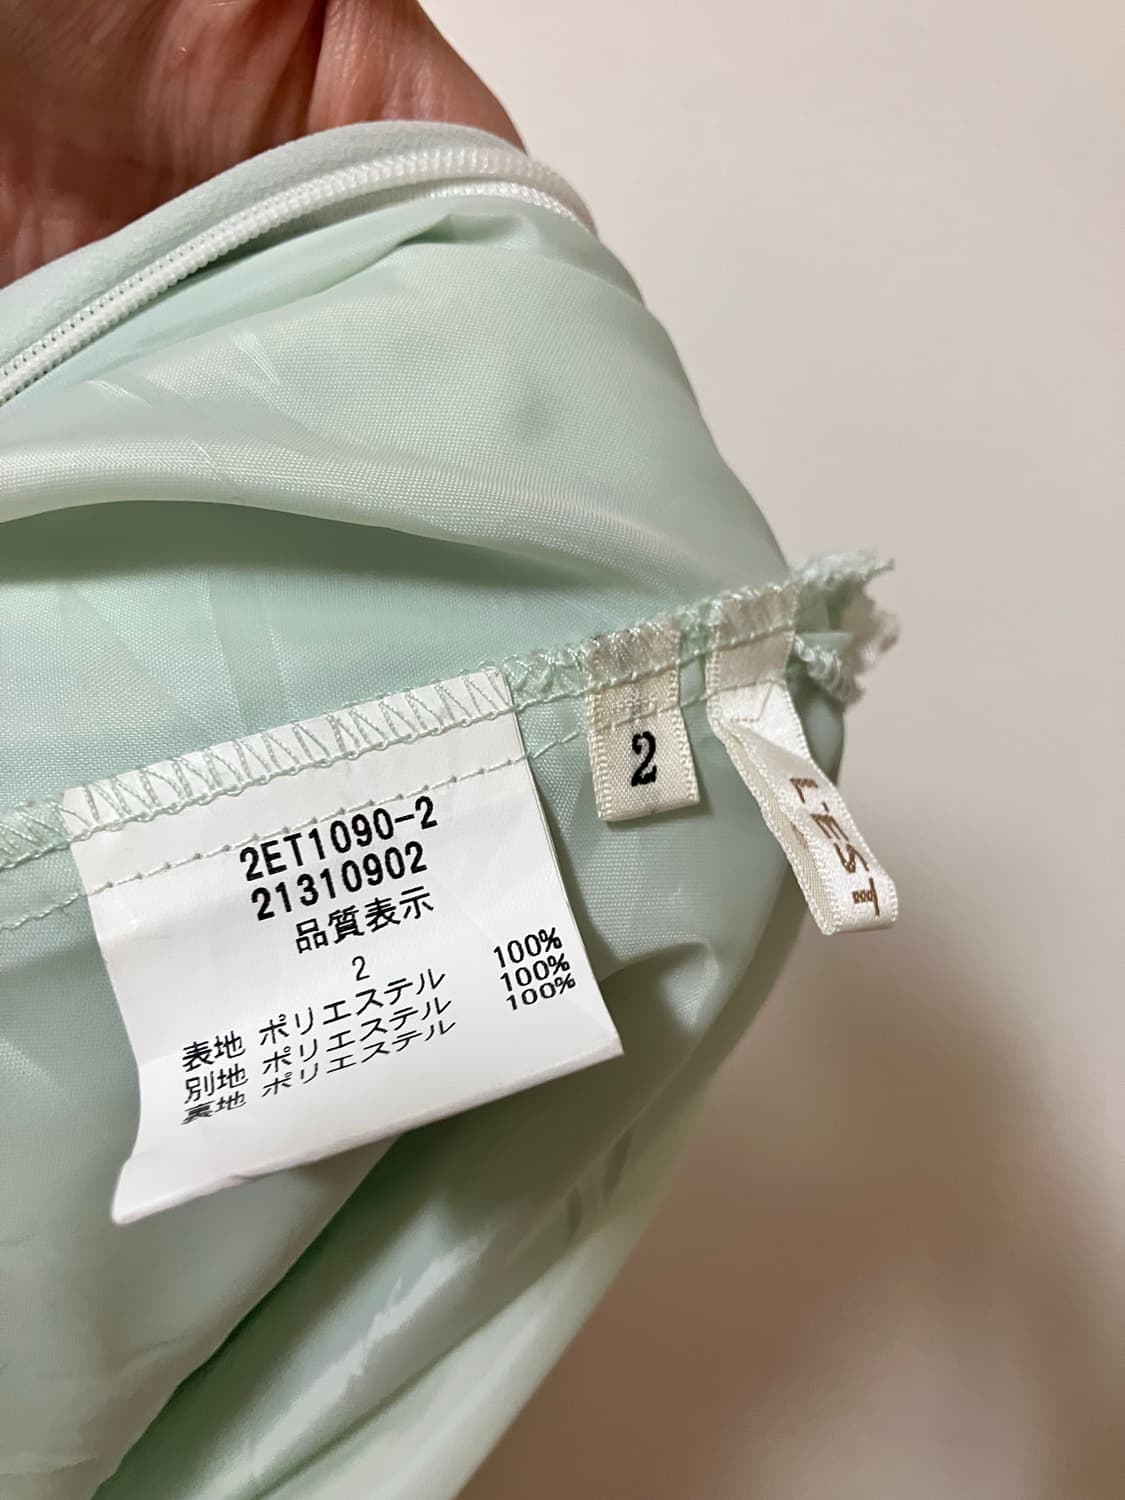 2ET1090-2
21310902
品質表示
2
表地 ポリエステル 100%
別地 ポリエステル 100%
裏地 ポリエステル 100%
2